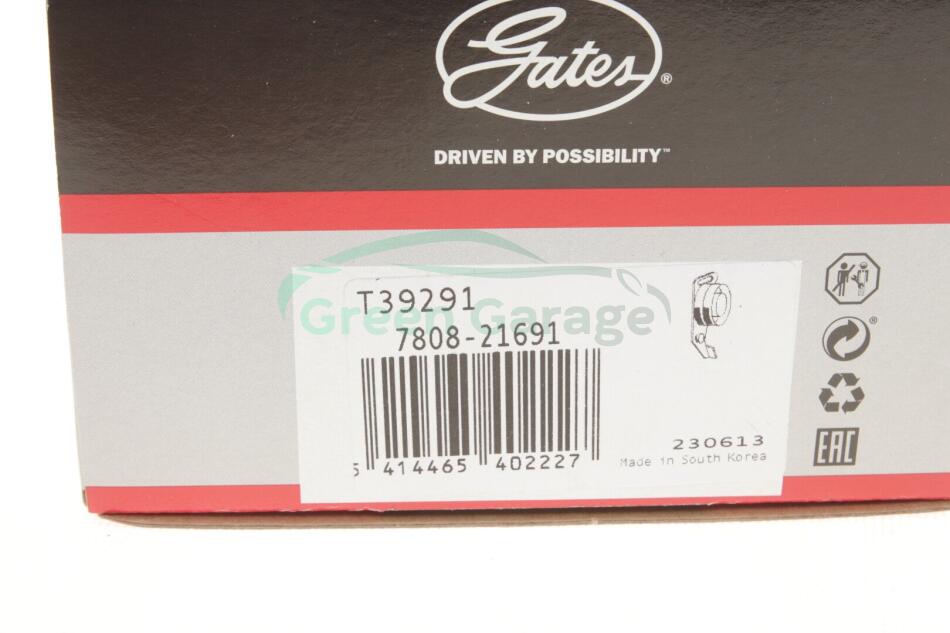 Gates®
DRIVEN BY POSSIBILITY™
T39291
Green Garage
7808-21691
5 414465 402227
230613
Made in South Korea
®
EAC